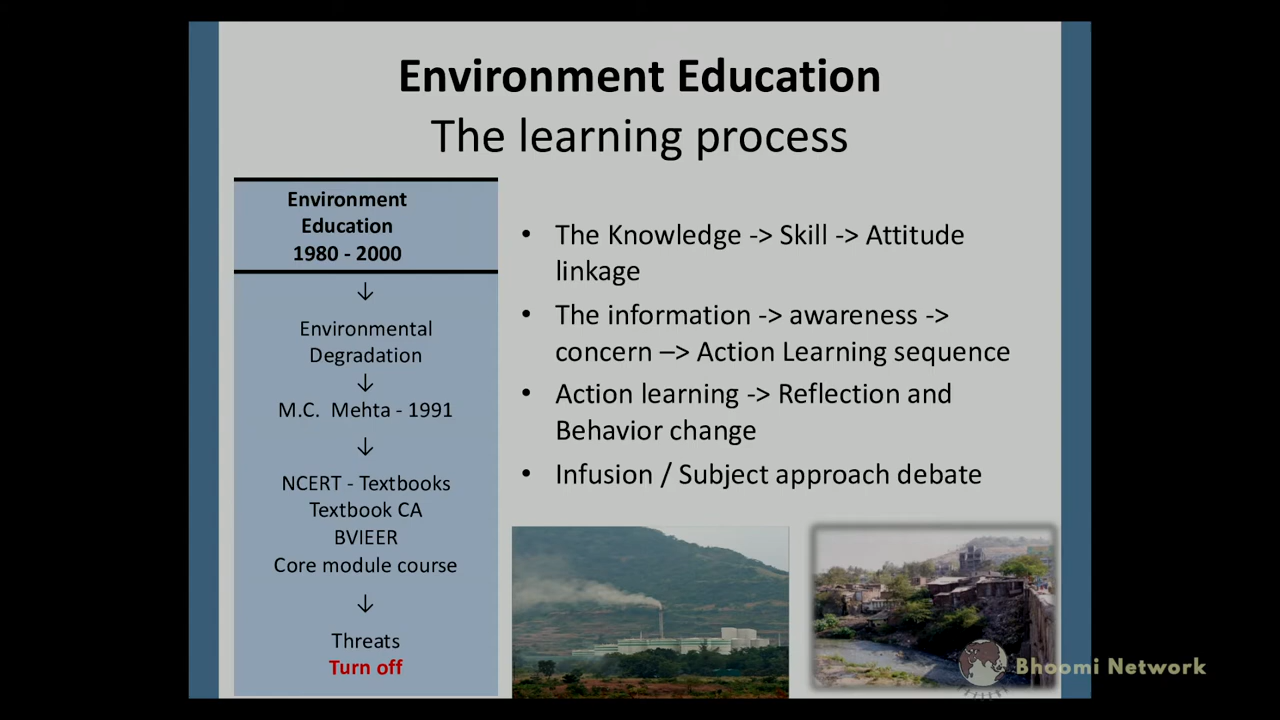 Environment Education
The learning process
Environment
Education
1980 - 2000
↓
Environmental
Degradation
↓
M.C. Mehta - 1991
↓
NCERT - Textbooks
Textbook CA
BVIEER
Core module course
↓
Threats
Turn off
• The Knowledge -> Skill -> Attitude
linkage
• The information -> awareness ->
concern –> Action Learning sequence
• Action learning -> Reflection and
Behavior change
• Infusion / Subject approach debate
Bhoomi Network